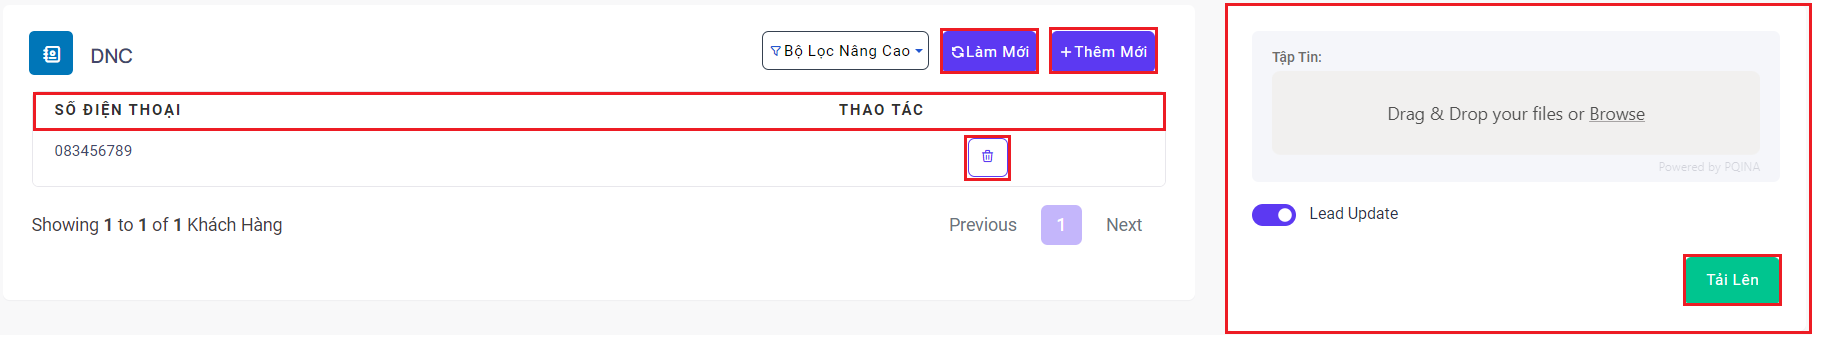 DNC
Bộ Lọc Nâng Cao
Làm Mới
Thêm Mới
SỐ ĐIỆN THOẠI THAO TÁC
083456789
Showing 1 to 1 of 1 Khách Hàng
Previous 1 Next
Tập Tin:
Drag & Drop your files or Browse
Powered by PQINA
Lead Update
Tải Lên